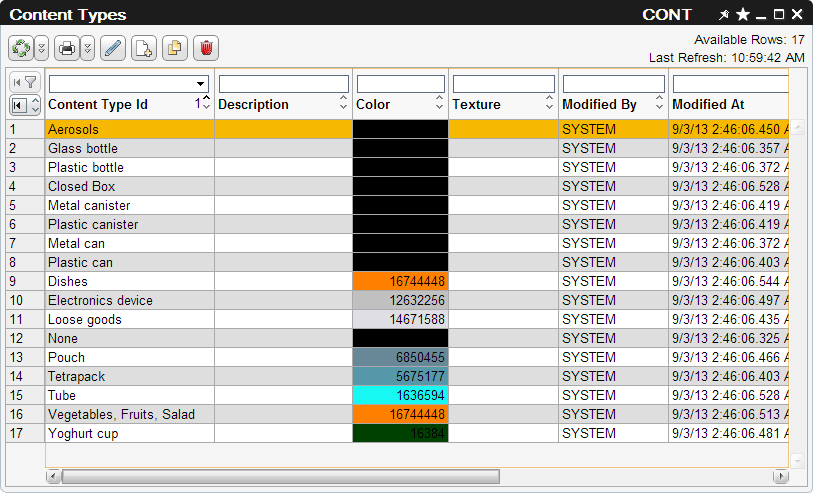 Content Types CONT
Available Rows: 17
Last Refresh: 10:59:42 AM
Content Type Id 1 Description Color Texture Modified By Modified At
1 Aerosols SYSTEM 9/3/13 2:46:06.450 A
2 Glass bottle SYSTEM 9/3/13 2:46:06.357 A
3 Plastic bottle SYSTEM 9/3/13 2:46:06.372 A
4 Closed Box SYSTEM 9/3/13 2:46:06.528 A
5 Metal canister SYSTEM 9/3/13 2:46:06.419 A
6 Plastic canister SYSTEM 9/3/13 2:46:06.419 A
7 Metal can SYSTEM 9/3/13 2:46:06.372 A
8 Plastic can SYSTEM 9/3/13 2:46:06.403 A
9 Dishes 16744448 SYSTEM 9/3/13 2:46:06.544 A
10 Electronics device 12632256 SYSTEM 9/3/13 2:46:06.497 A
11 Loose goods 14671588 SYSTEM 9/3/13 2:46:06.435 A
12 None SYSTEM 9/3/13 2:46:06.325 A
13 Pouch 6850455 SYSTEM 9/3/13 2:46:06.466 A
14 Tetrapack 5675177 SYSTEM 9/3/13 2:46:06.403 A
15 Tube 1636594 SYSTEM 9/3/13 2:46:06.528 A
16 Vegetables, Fruits, Salad 16744448 SYSTEM 9/3/13 2:46:06.513 A
17 Yoghurt cup 16384 SYSTEM 9/3/13 2:46:06.481 A